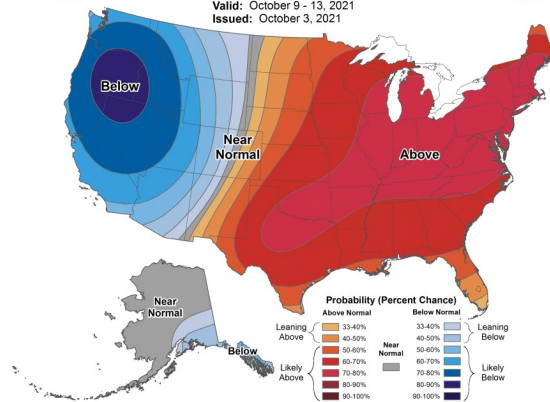 Valid: October 9 - 13, 2021
Issued: October 3, 2021
Below
Near
Normal
Above
Near
Normal
Below
Probability (Percent Chance)
Above Normal
Below Normal
Leaning
Above
33-40%
40-50%
Likely
Above
50-60%
60-70%
70-80%
80-90%
90-100%
Near
Normal
33-40%
40-50%
Leaning
Below
50-60%
60-70%
70-80%
80-90%
90-100%
Likely
Below